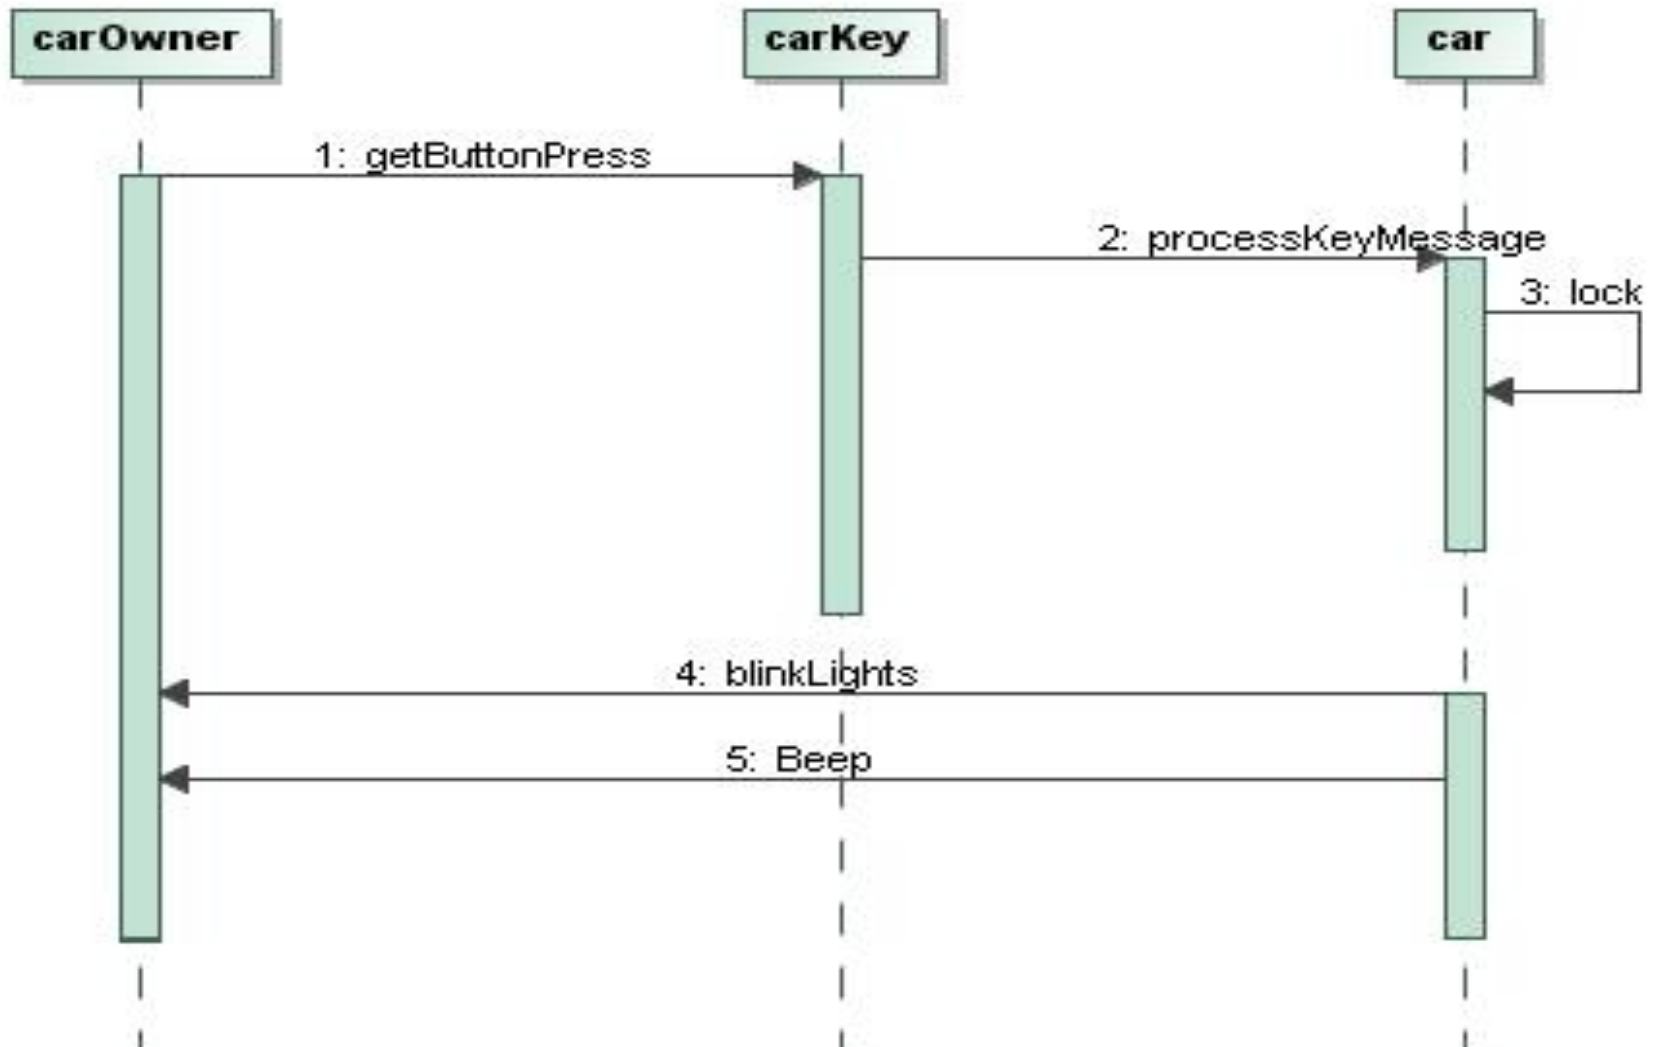 carOwner
carKey
car
1: getButtonPress
2: processKeyMessage
3: lock
4: blinkLights
5: Beep